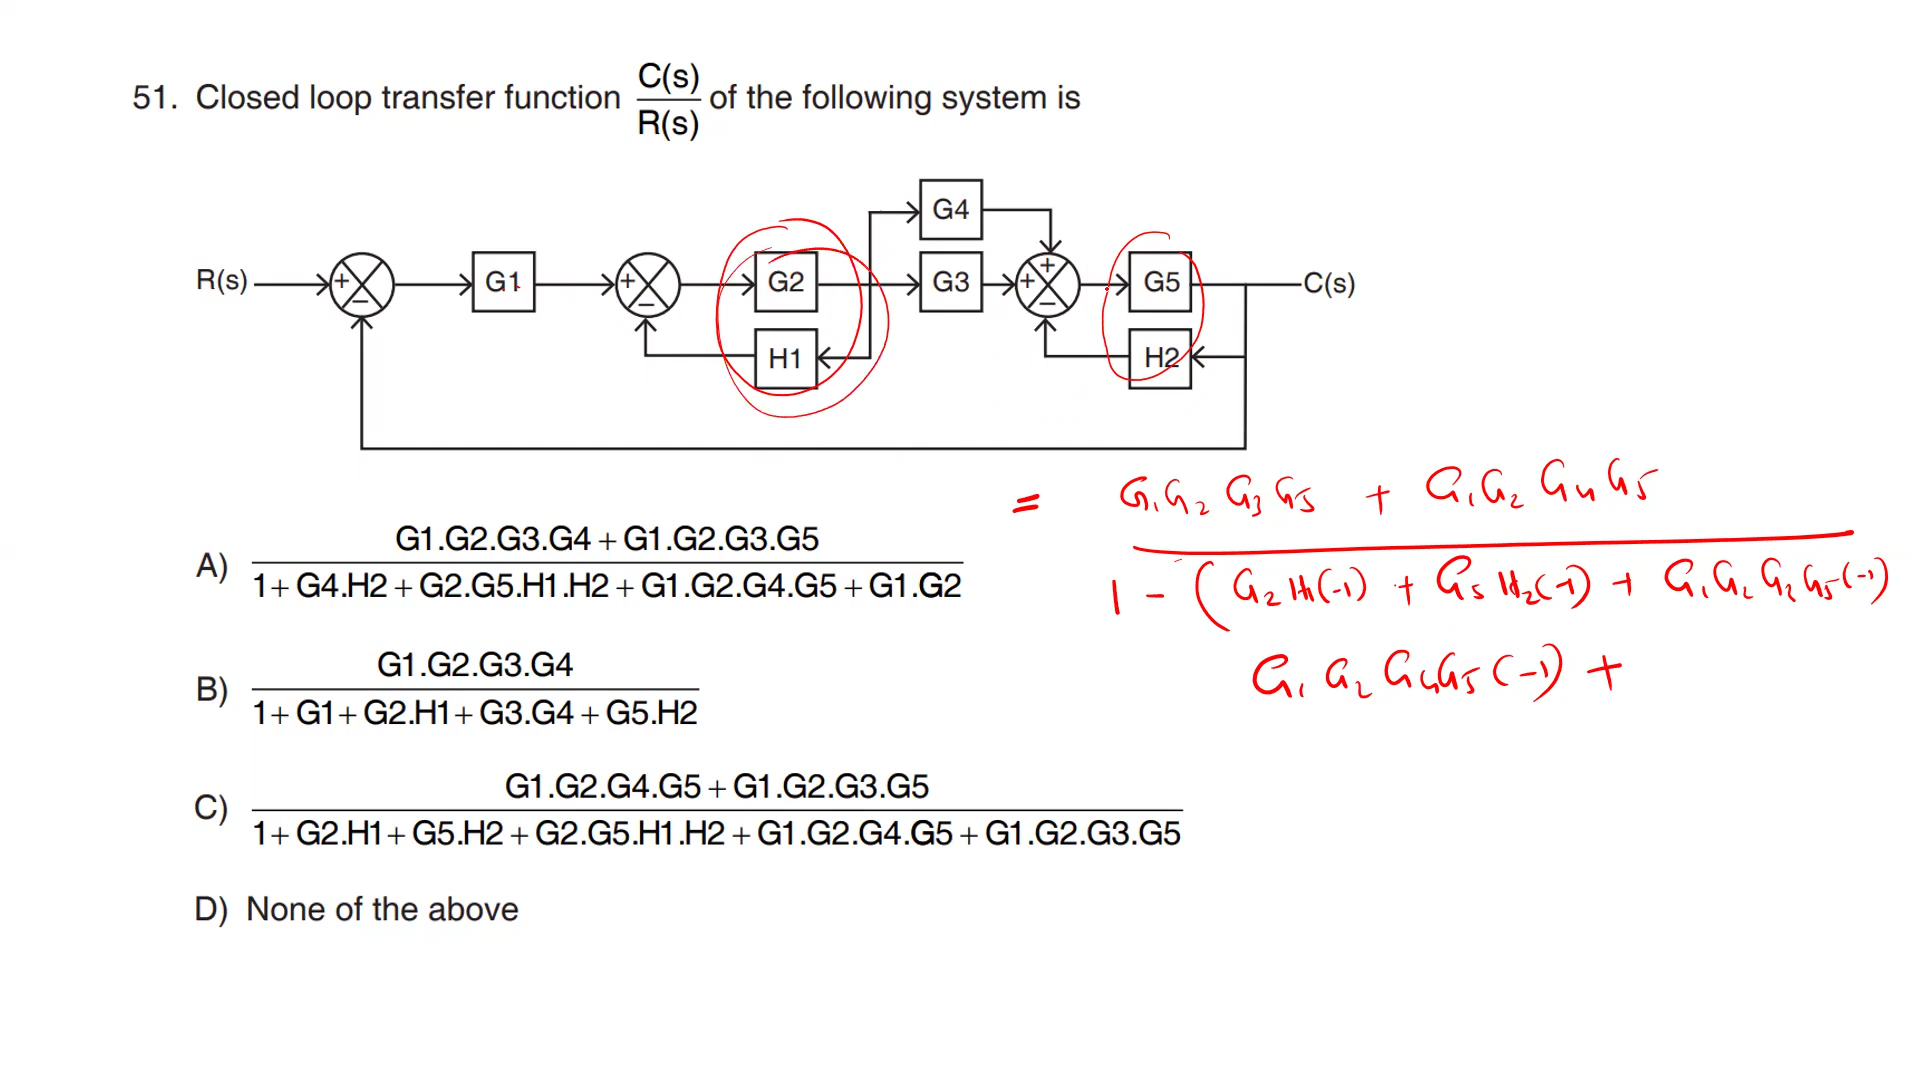 51. Closed loop transfer function C(s)/R(s) of the following system is
G4
R(s) + − G1 + − G2 G3 + + − G5 C(s)
H1 H2
= G1G2G3G5 + G1G2G4G5
1 - (G2H1(-1) + G5H2(-1) + G1G2G3G5(-1)
G1G2G4G5(-1) +
A) G1.G2.G3.G4 + G1.G2.G3.G5
1+ G4.H2 + G2.G5.H1.H2 + G1.G2.G4.G5 + G1.G2
B) G1.G2.G3.G4
1+ G1+ G2.H1+ G3.G4 + G5.H2
C) G1.G2.G4.G5 + G1.G2.G3.G5
1+ G2.H1+ G5.H2 + G2.G5.H1.H2 + G1.G2.G4.G5 + G1.G2.G3.G5
D) None of the above